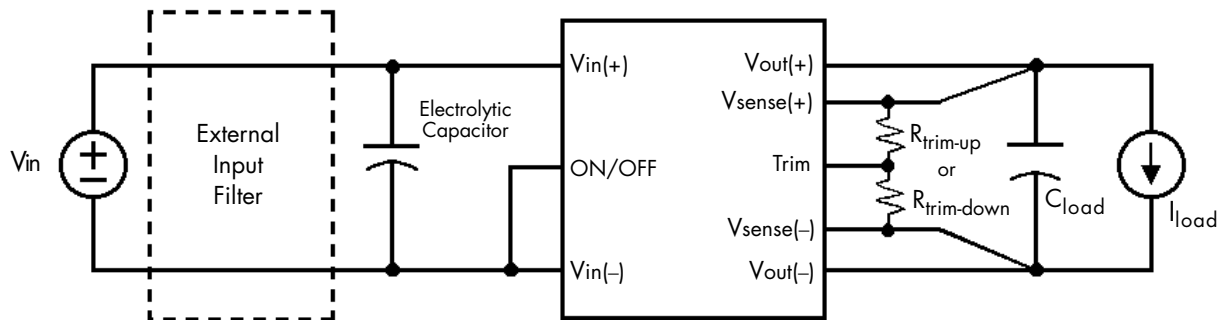 Vin
External
Input
Filter
Electrolytic
Capacitor
Vin(+)
ON/OFF
Vin(–)
Vout(+)
Vsense(+)
Trim
Vsense(–)
Vout(–)
Rtrim-up
or
Rtrim-down
Cload
Iload